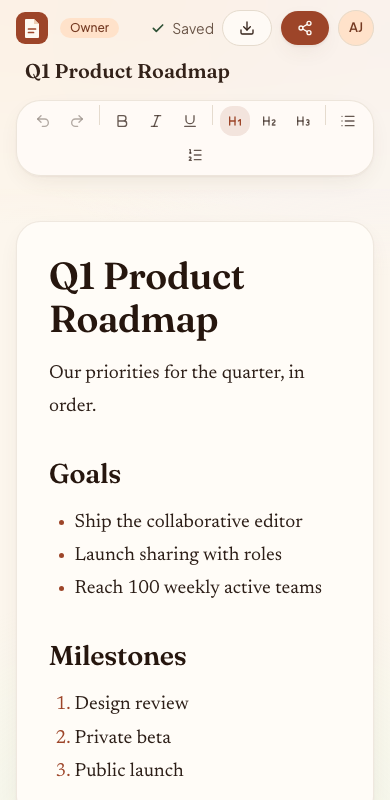 Owner
Saved
AJ
Q1 Product Roadmap
B I U H1 H2 H3
Q1 Product
Roadmap
Our priorities for the quarter, in
order.
Goals
• Ship the collaborative editor
• Launch sharing with roles
• Reach 100 weekly active teams
Milestones
1. Design review
2. Private beta
3. Public launch